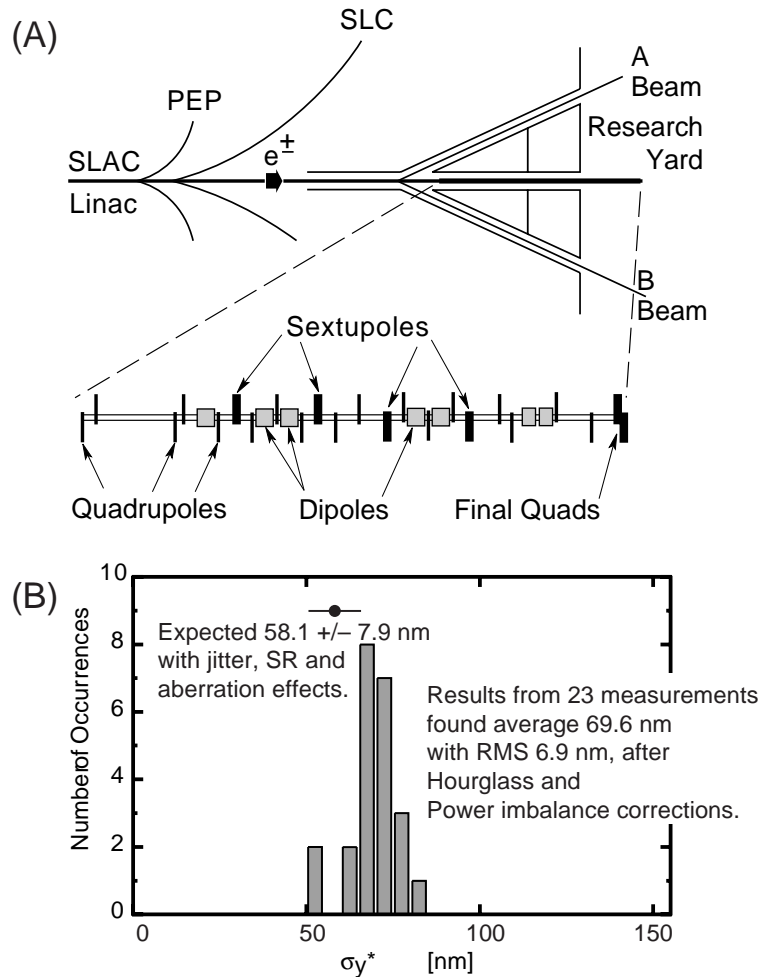 (A)
SLC
PEP
SLAC
Linac
e±
A
Beam
Research
Yard
B
Beam
Sextupoles
Quadrupoles
Dipoles
Final Quads
(B)
10
8
6
4
2
0
Number of Occurrences
Expected 58.1 +/– 7.9 nm
with jitter, SR and
aberration effects.
Results from 23 measurements
found average 69.6 nm
with RMS 6.9 nm, after
Hourglass and
Power imbalance corrections.
0
50
100
150
σy* [nm]